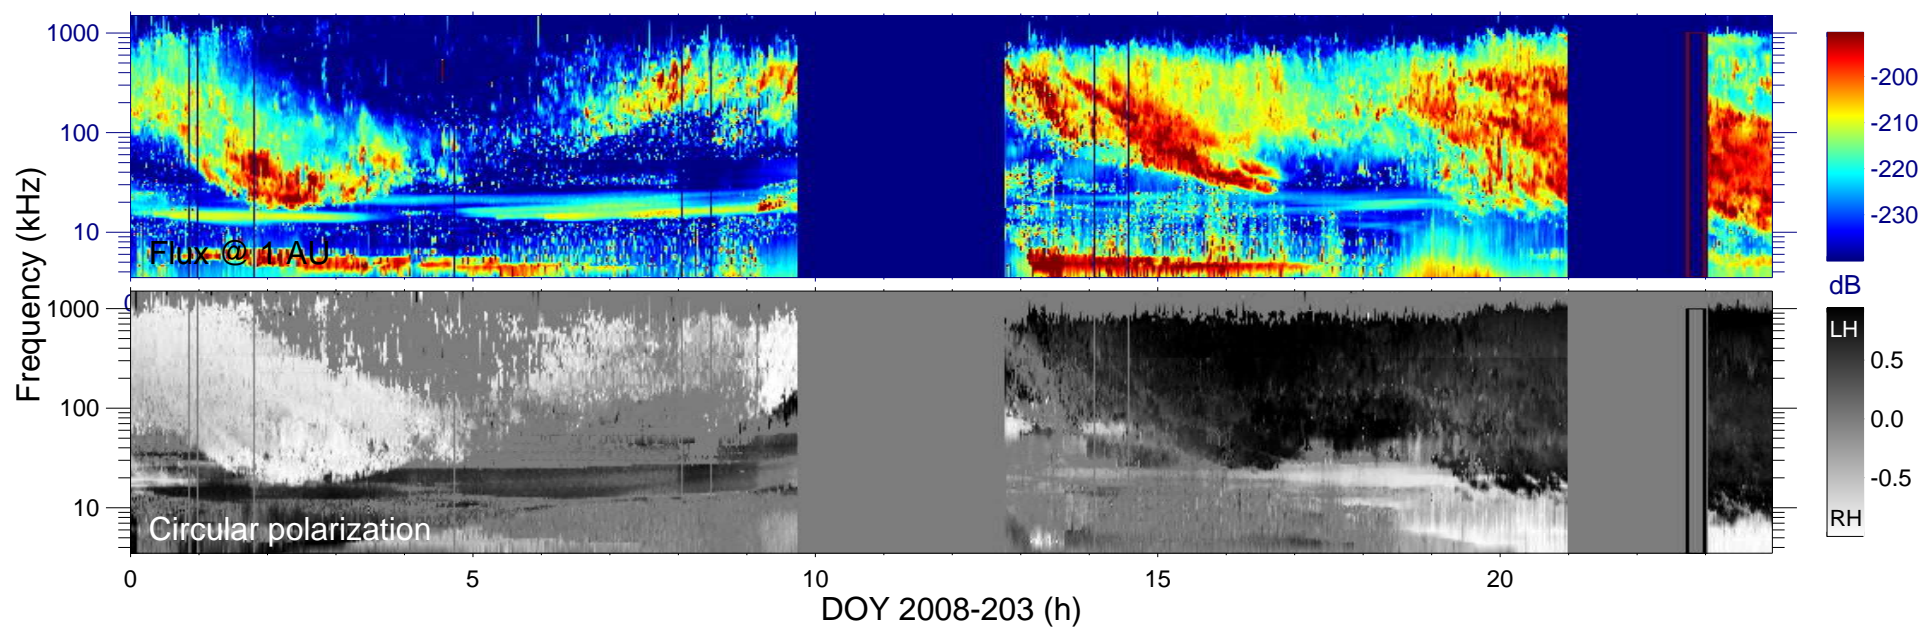 Frequency (kHz)
1000
100
10
Flux @ 1 AU
0
-200
-210
-220
-230
dB
1000
100
10
Circular polarization
LH
0.5
0.0
-0.5
RH
0 5 10 15 20
DOY 2008-203 (h)